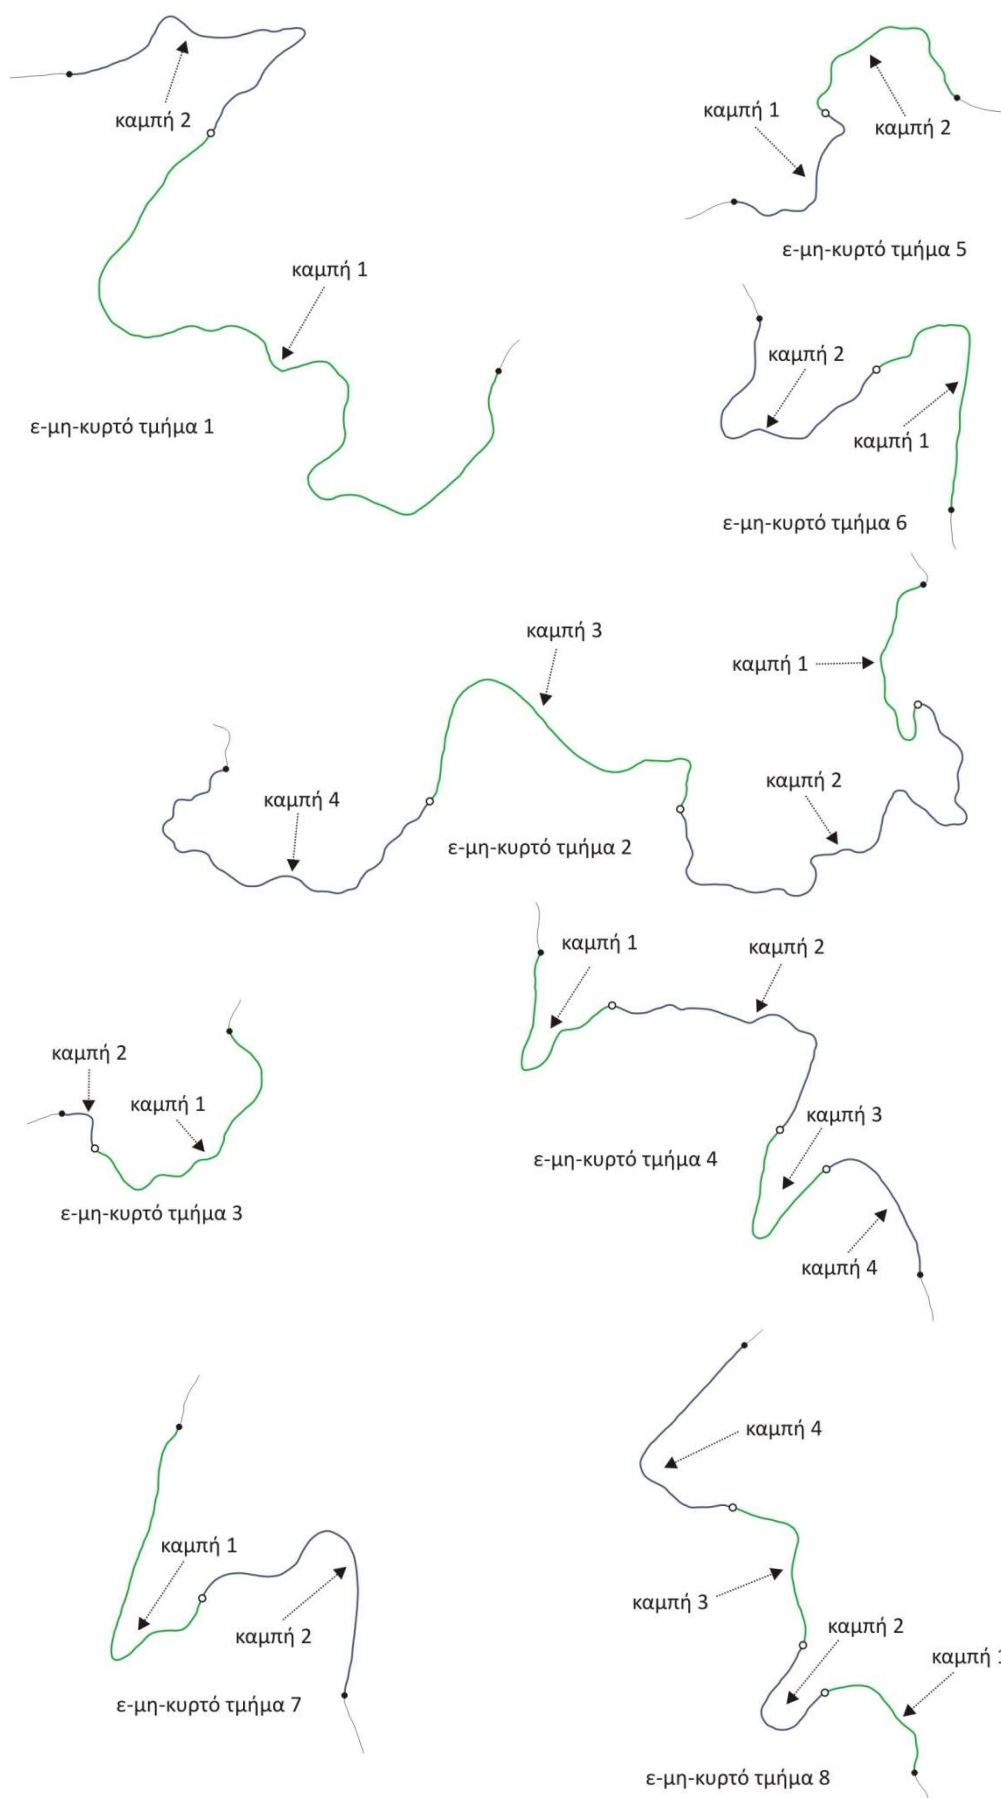 καμπή 2
καμπή 1
ε-μη-κυρτό τμήμα 1
καμπή 1
καμπή 2
ε-μη-κυρτό τμήμα 5
καμπή 2
καμπή 1
ε-μη-κυρτό τμήμα 6
καμπή 3
καμπή 1
καμπή 4
καμπή 2
ε-μη-κυρτό τμήμα 2
καμπή 1
καμπή 2
καμπή 3
ε-μη-κυρτό τμήμα 4
καμπή 4
καμπή 2
καμπή 1
ε-μη-κυρτό τμήμα 3
καμπή 1
καμπή 2
ε-μη-κυρτό τμήμα 7
καμπή 4
καμπή 3
καμπή 2
καμπή 1
ε-μη-κυρτό τμήμα 8